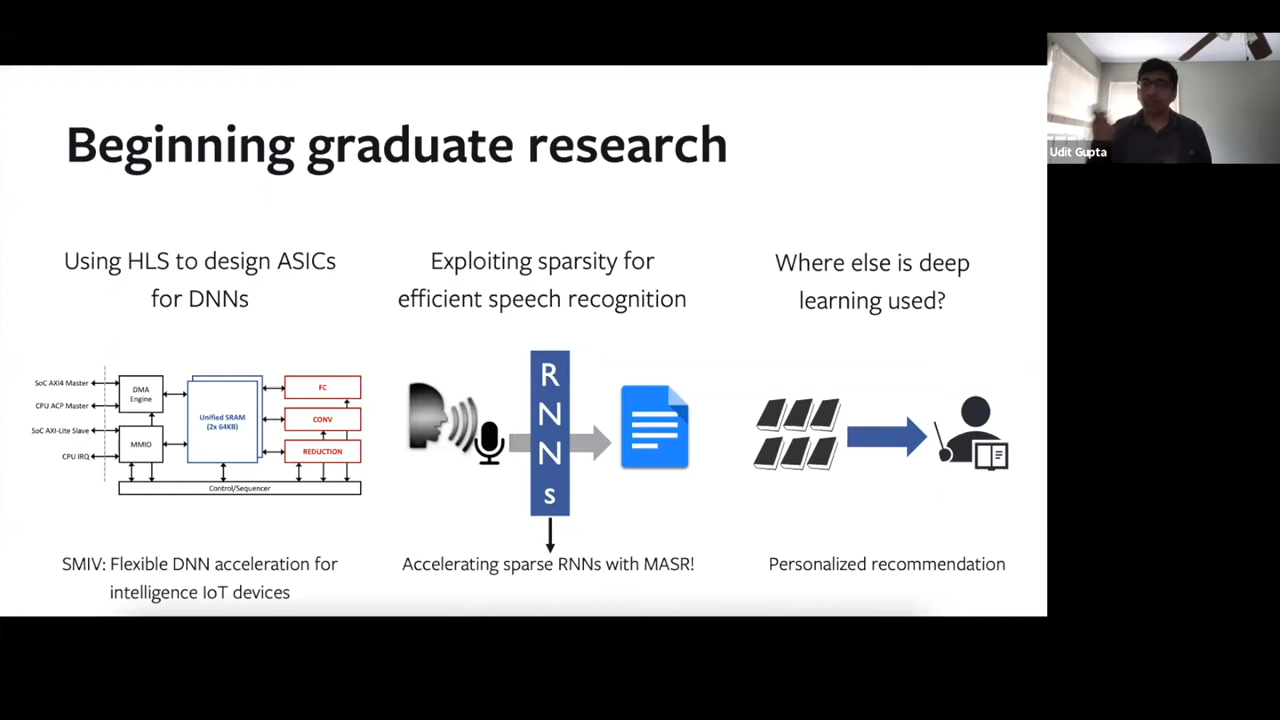 Beginning graduate research
Using HLS to design ASICs
for DNNs
SoC AXI4 Master
CPU ACP Master
SoC AXI-Lite Slave
CPU IRQ
DMA
Engine
MMIO
Unified SRAM
(2x 64KB)
FC
CONV
REDUCTION
Control/Sequencer
SMIV: Flexible DNN acceleration for
intelligence IoT devices
Exploiting sparsity for
efficient speech recognition
R
N
N
s
Accelerating sparse RNNs with MASR!
Where else is deep
learning used?
Personalized recommendation
Udit Gupta